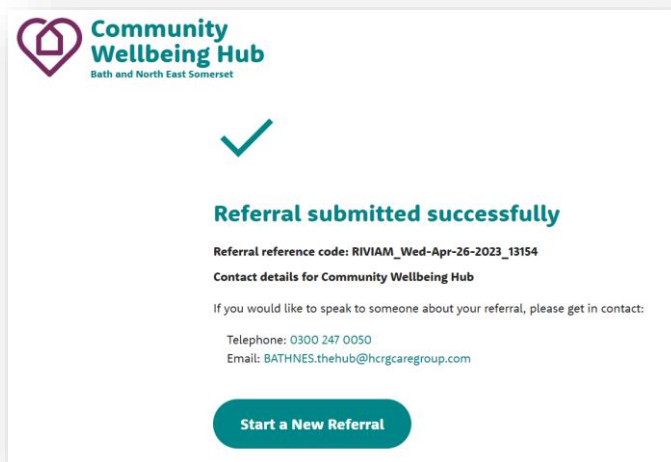 Community
Wellbeing Hub
Bath and North East Somerset
Referral submitted successfully
Referral reference code: RIVIAM_Wed-Apr-26-2023_13154
Contact details for Community Wellbeing Hub
If you would like to speak to someone about your referral, please get in contact:
Telephone: 0300 247 0050
Email: BATHNES.thehub@hcrgcaregroup.com
Start a New Referral